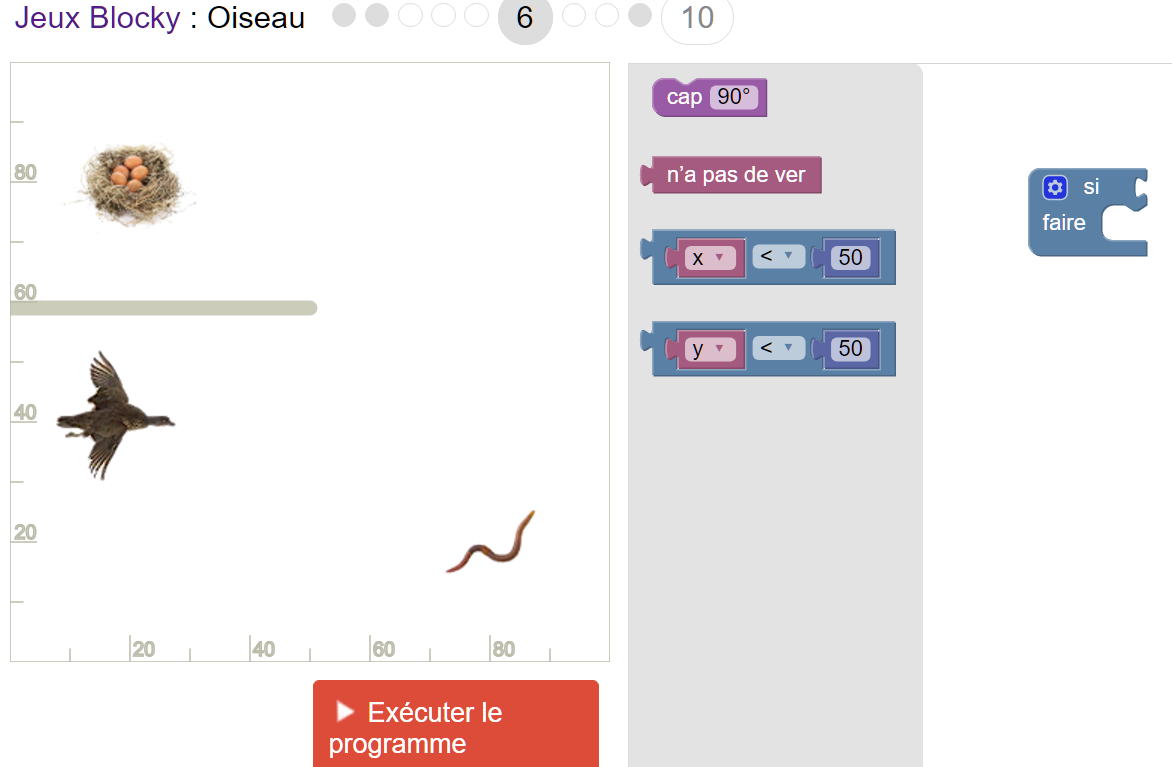 Jeux Blocky : Oiseau 6 10
80
60
40
20
20 40 60 80
Exécuter le
programme
cap 90°
n’a pas de ver
x ▼ < ▼ 50
y ▼ < ▼ 50
si
faire